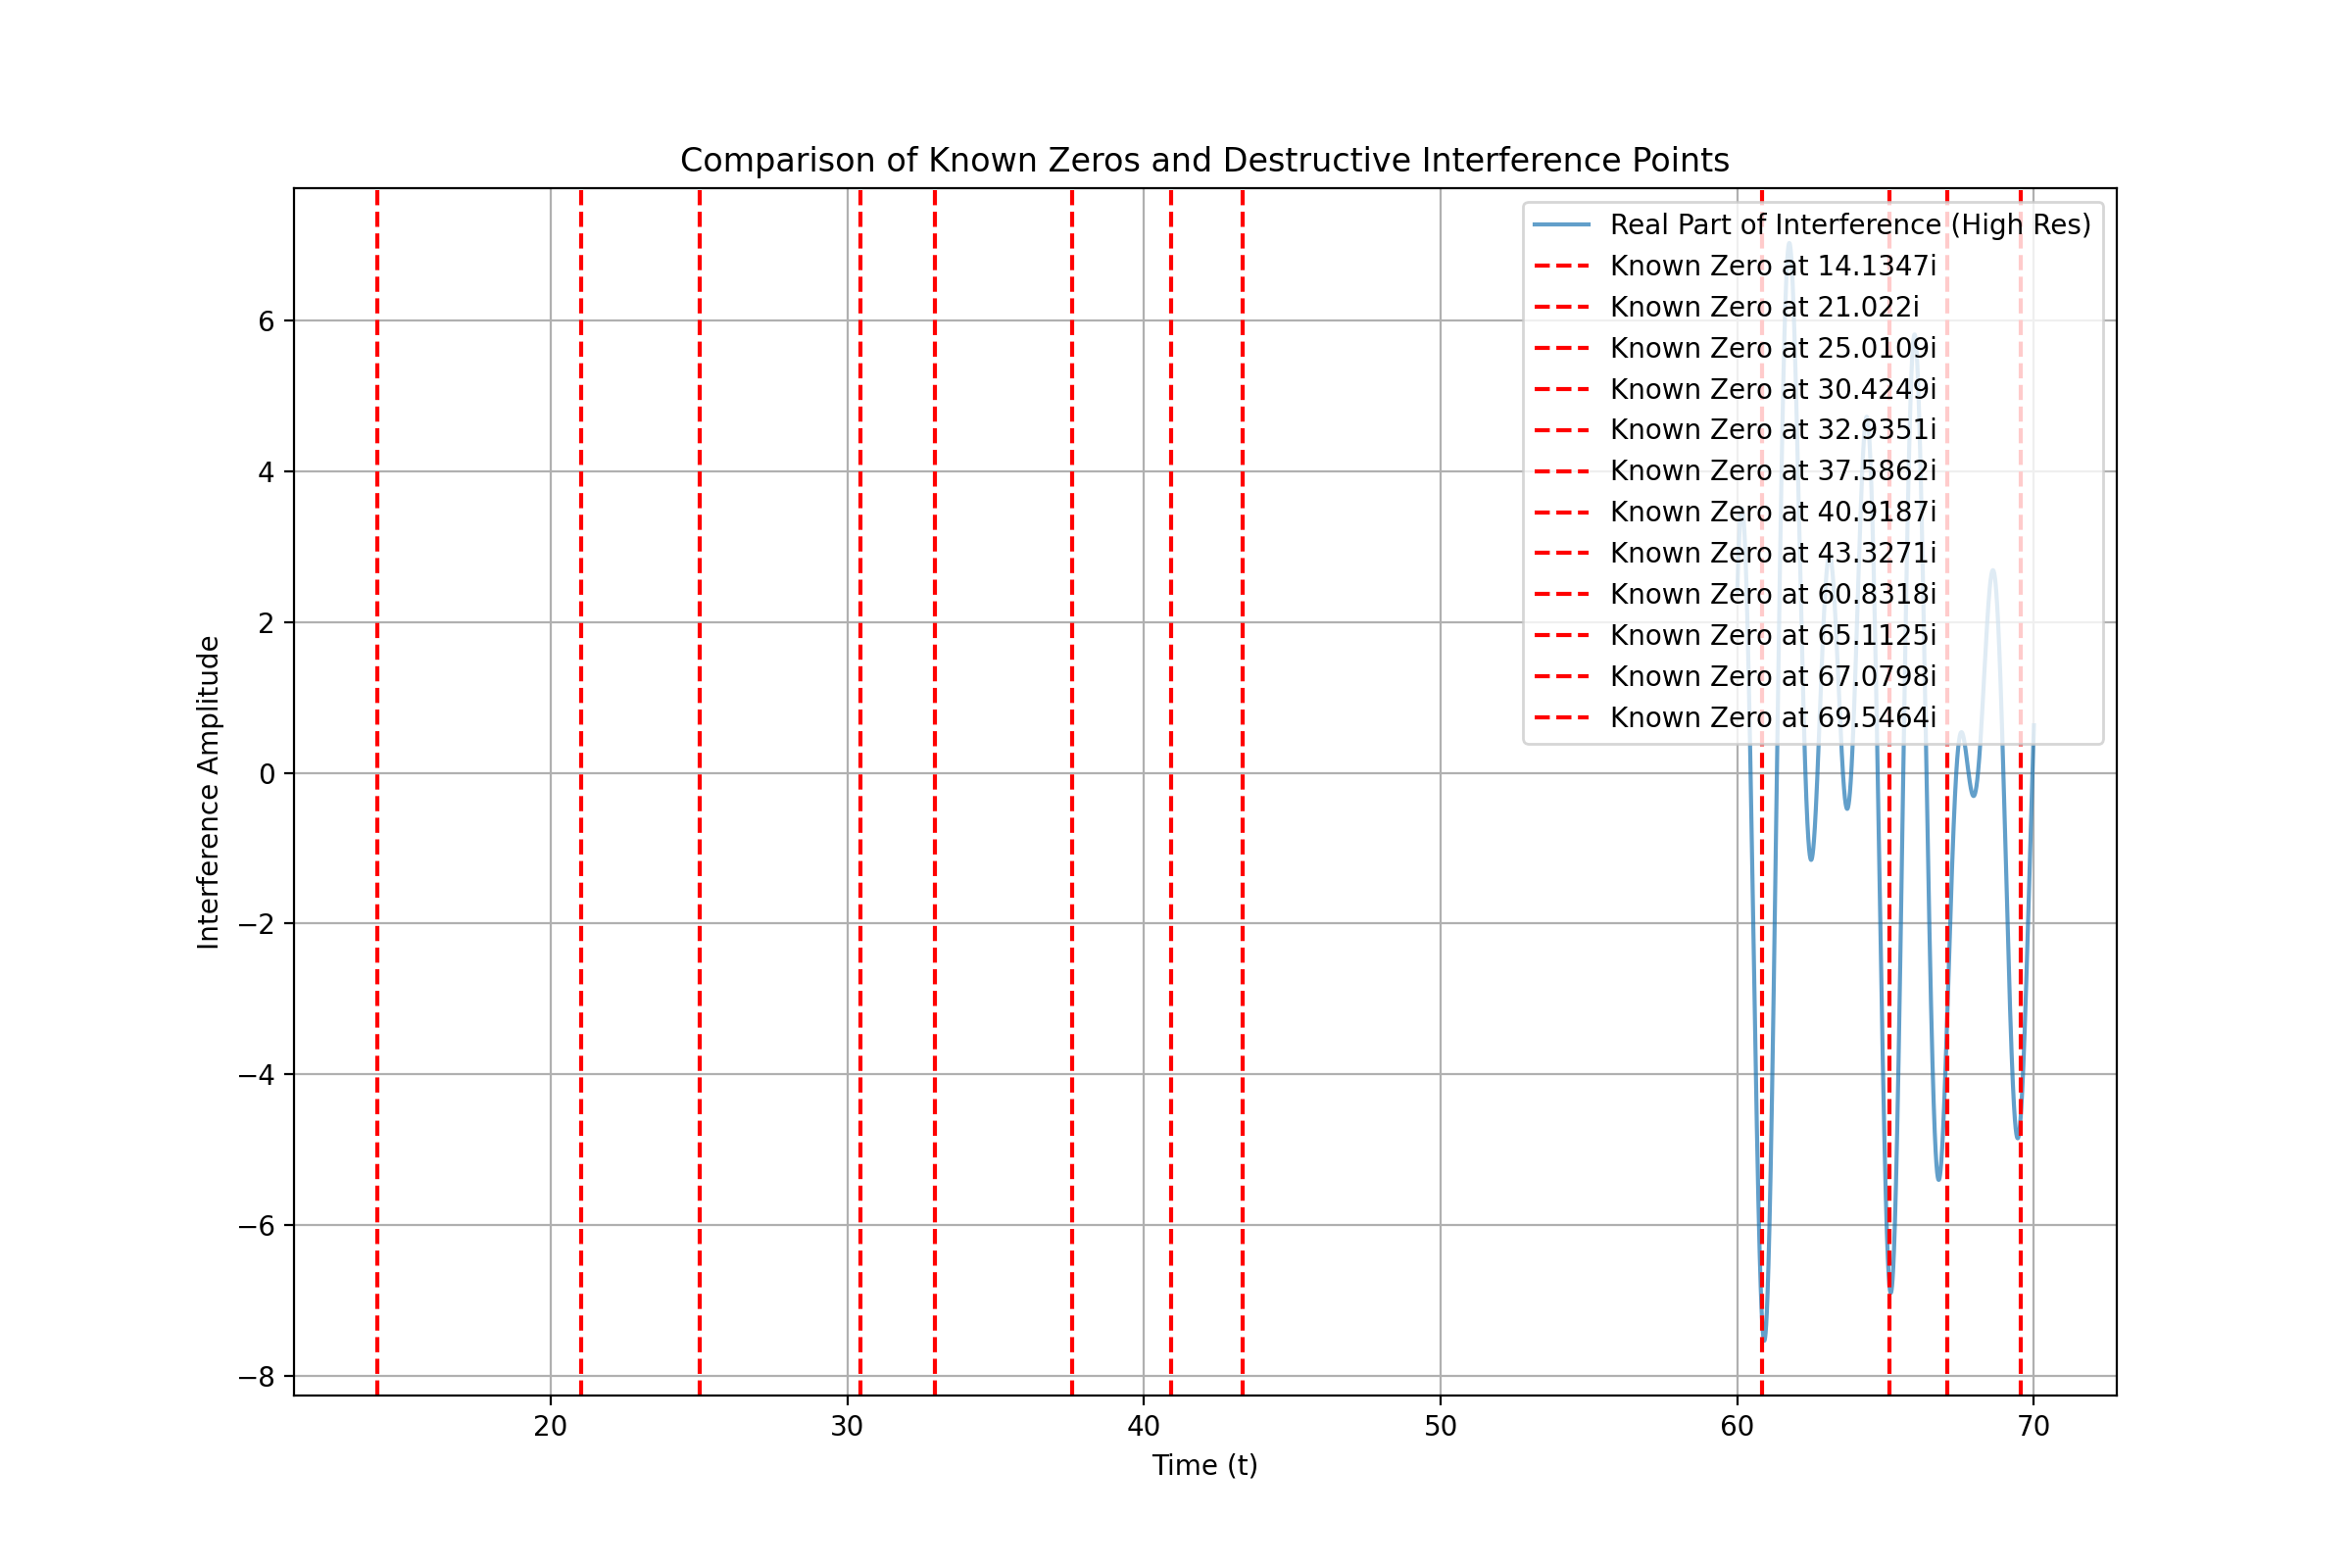 Comparison of Known Zeros and Destructive Interference Points
Real Part of Interference (High Res)
Known Zero at 14.1347i
Known Zero at 21.022i
Known Zero at 25.0109i
Known Zero at 30.4249i
Known Zero at 32.9351i
Known Zero at 37.5862i
Known Zero at 40.9187i
Known Zero at 43.3271i
Known Zero at 60.8318i
Known Zero at 65.1125i
Known Zero at 67.0798i
Known Zero at 69.5464i
Interference Amplitude
6
4
2
0
−2
−4
−6
−8
20 30 40 50 60 70
Time (t)